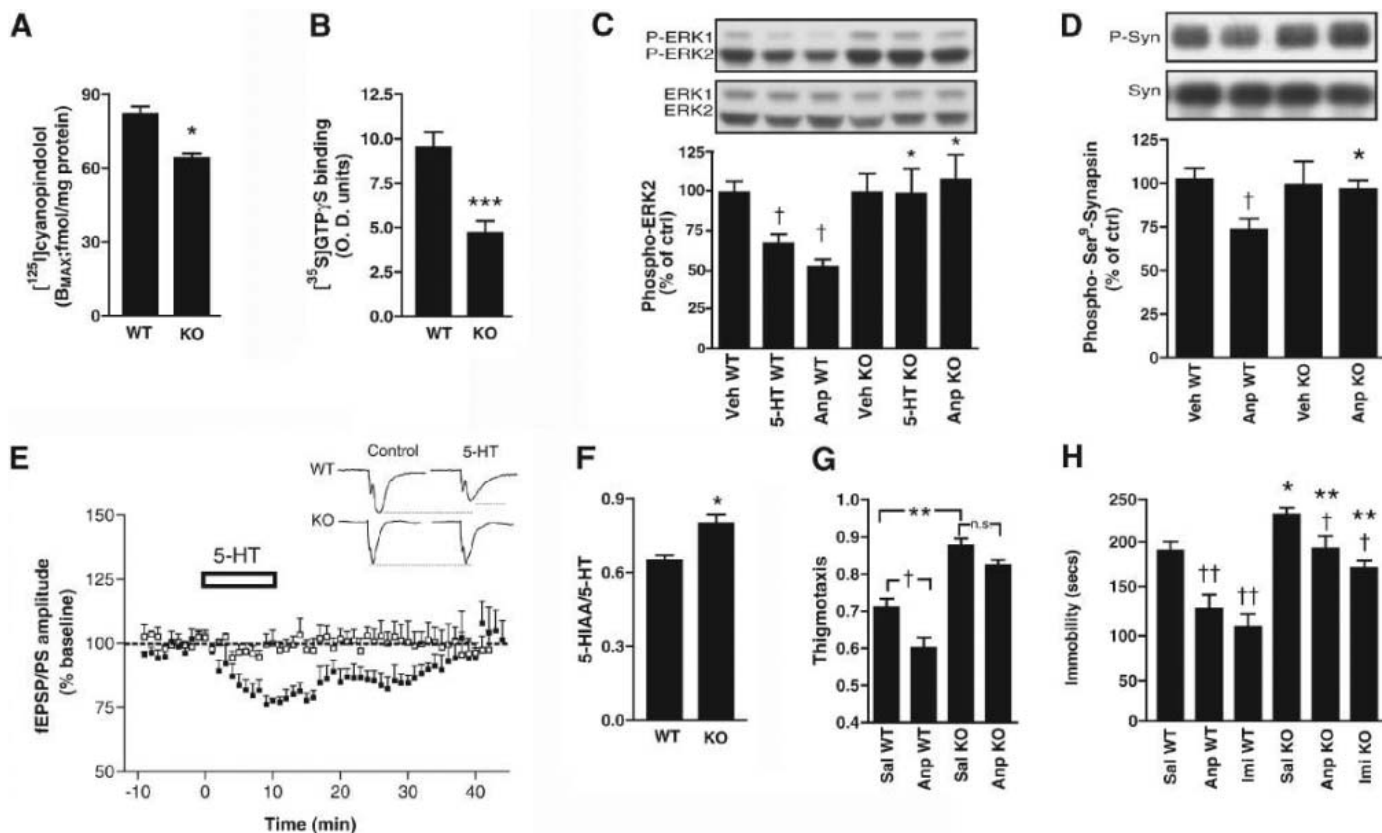 A
[¹²⁵I]cyanopindolol
(BMAX:fmol/mg protein)
90
60
30
0
*
WT
KO
B
[³⁵S]GTPγS binding
(O. D. units)
12.5
10.0
7.5
5.0
2.5
0.0
***
WT
KO
C
P-ERK1
P-ERK2
ERK1
ERK2
Phospho-ERK2
(% of ctrl)
125
100
75
50
25
0
†
†
*
*
Veh WT
5-HT WT
Anp WT
Veh KO
5-HT KO
Anp KO
D
P-Syn
Syn
Phospho- Ser⁹-Synapsin
(% of ctrl)
125
100
75
50
25
0
†
*
Veh WT
Anp WT
Veh KO
Anp KO
E
Control
5-HT
WT
KO
5-HT
fEPSP/PS amplitude
(% baseline)
150
125
100
75
50
-10
0
10
20
30
40
Time (min)
F
5-HIAA/5-HT
0.9
0.6
0.3
0.0
*
WT
KO
G
Thigmotaxis
1.0
0.9
0.8
0.7
0.6
0.5
0.4
**
n.s
†
Sal WT
Anp WT
Sal KO
Anp KO
H
Immobility (secs)
250
200
150
100
50
0
††
††
*
**
†
**
†
Sal WT
Anp WT
Imi WT
Sal KO
Anp KO
Imi KO